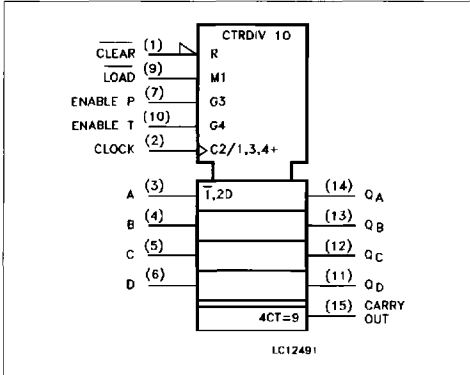 CTRDIV 10
CLEAR (1) R
LOAD (9) M1
ENABLE P (7) G3
ENABLE T (10) G4
CLOCK (2) C2/1,3,4+
A (3) 1,2D (14) QA
B (4) (13) QB
C (5) (12) QC
D (6) (11) QD
4CT=9 (15) CARRY
OUT
LC12491